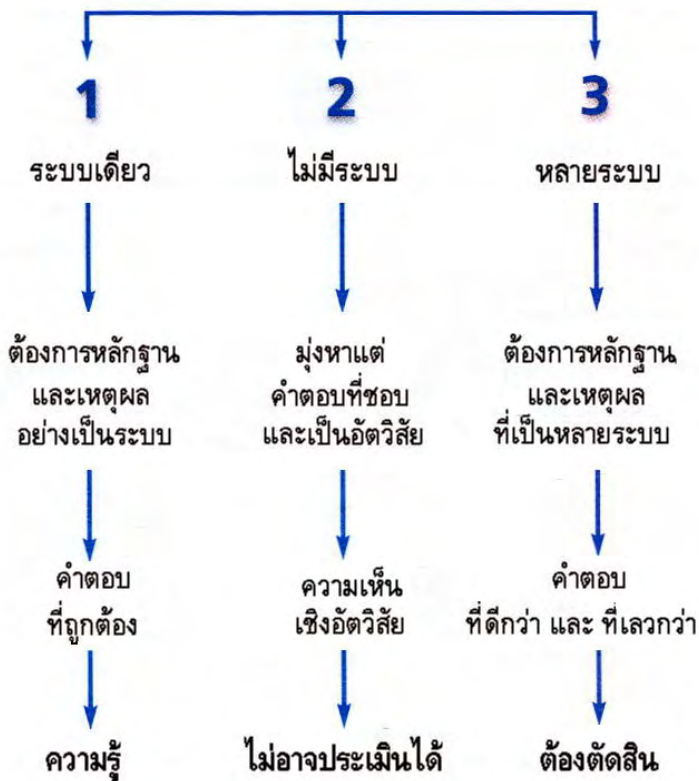 1
ระบบเดียว
ต้องการหลักฐาน
และเหตุผล
อย่างเป็นระบบ
คำตอบ
ที่ถูกต้อง
ความรู้
2
ไม่มีระบบ
มุ่งหาแต่
คำตอบที่ชอบ
และเป็นอัตวิสัย
ความเห็น
เชิงอัตวิสัย
ไม่อาจประเมินได้
3
หลายระบบ
ต้องการหลักฐาน
และเหตุผล
ที่เป็นหลายระบบ
คำตอบ
ที่ดีกว่า และ ที่เลวกว่า
ต้องตัดสิน